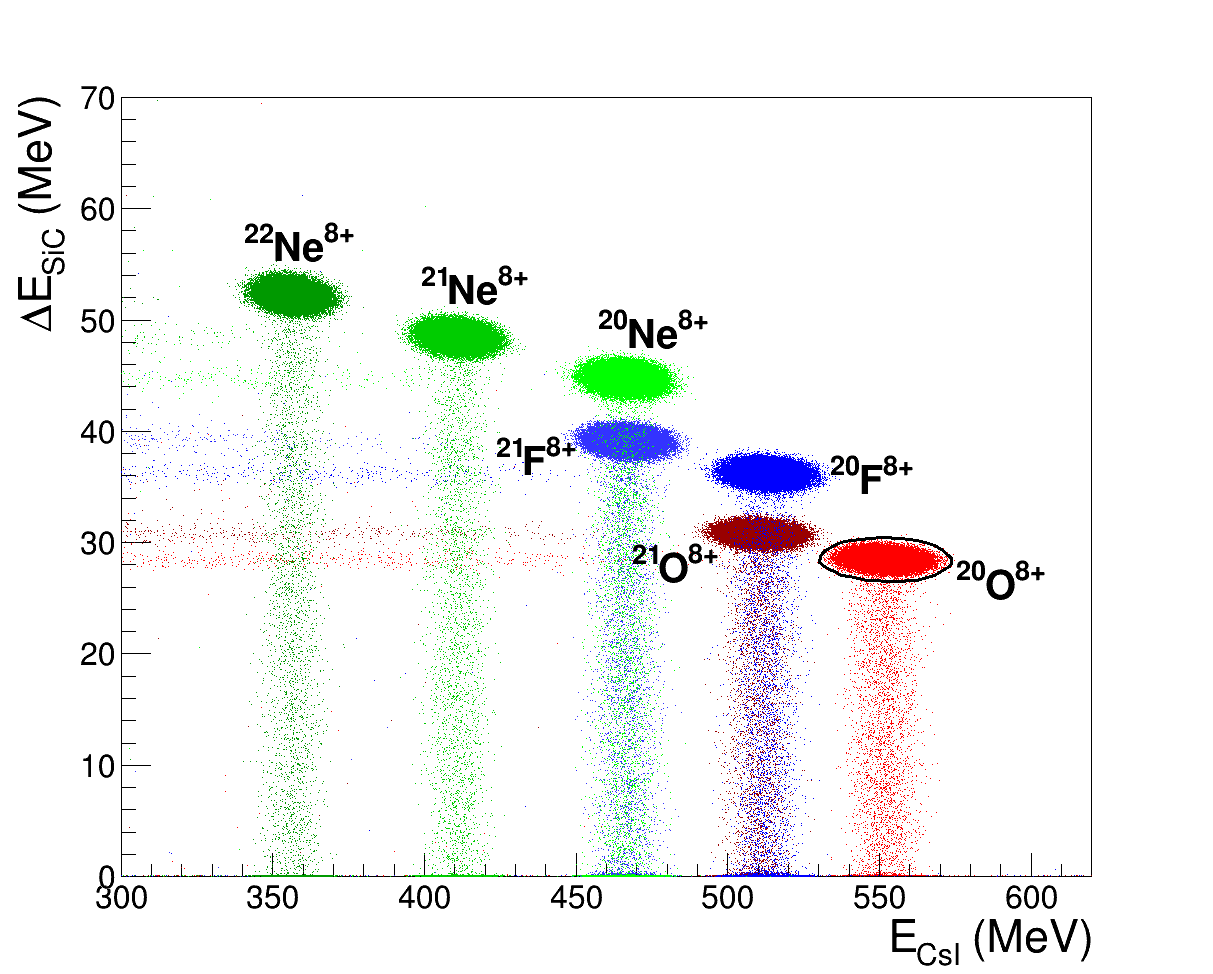 70
60
50
40
30
20
10
0
ΔE_SiC (MeV)
²²Ne⁸⁺
²¹Ne⁸⁺
²⁰Ne⁸⁺
²¹F⁸⁺
²⁰F⁸⁺
²¹O⁸⁺
²⁰O⁸⁺
300 350 400 450 500 550 600
E_CsI (MeV)